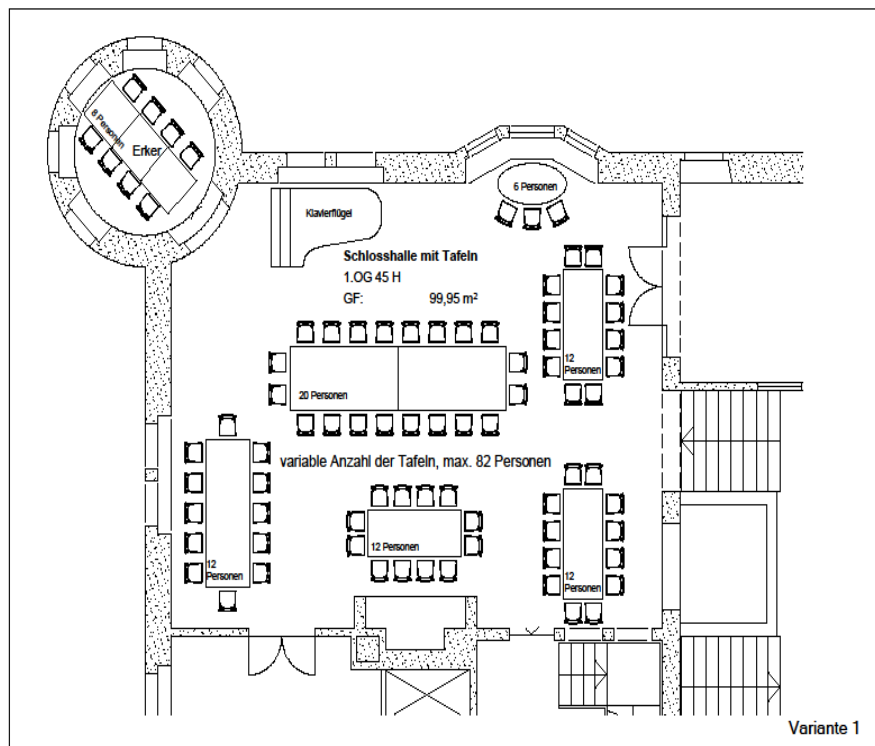 8 Personen
Erker
6 Personen
Klavierflügel
Schlosshalle mit Tafeln
1.OG 45 H
GF: 99,95 m²
12
Personen
20 Personen
variable Anzahl der Tafeln, max. 82 Personen
12 Personen
12
Personen
12
Personen
Variante 1